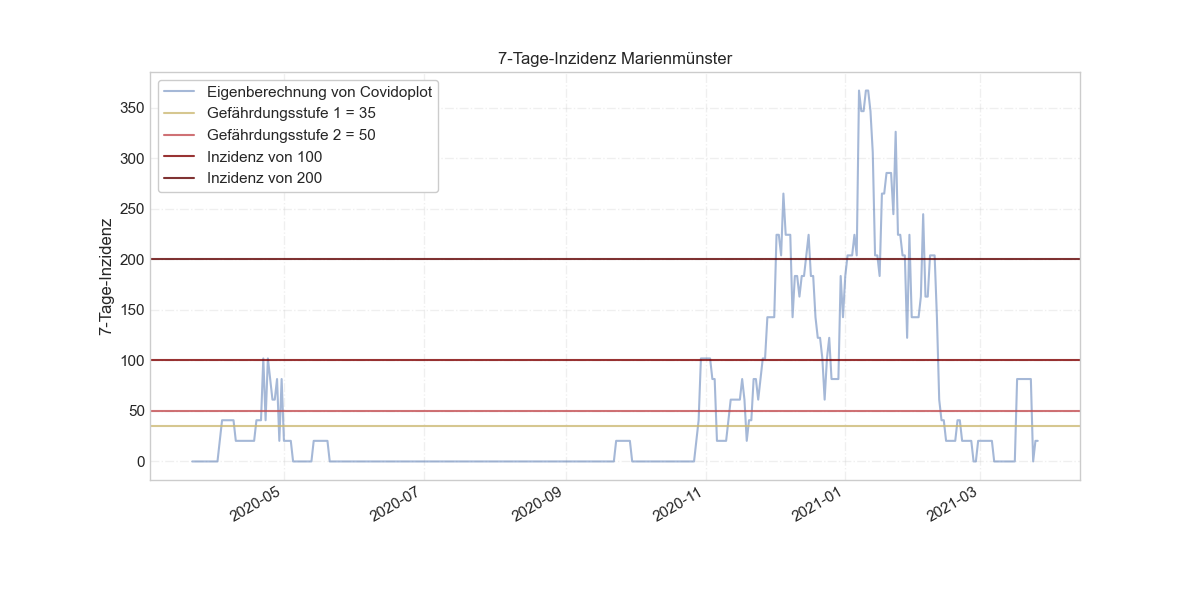 7-Tage-Inzidenz Marienmünster
Eigenberechnung von Covidoplot
Gefährdungsstufe 1 = 35
Gefährdungsstufe 2 = 50
Inzidenz von 100
Inzidenz von 200
7-Tage-Inzidenz
350
300
250
200
150
100
50
0
2020-05
2020-07
2020-09
2020-11
2021-01
2021-03